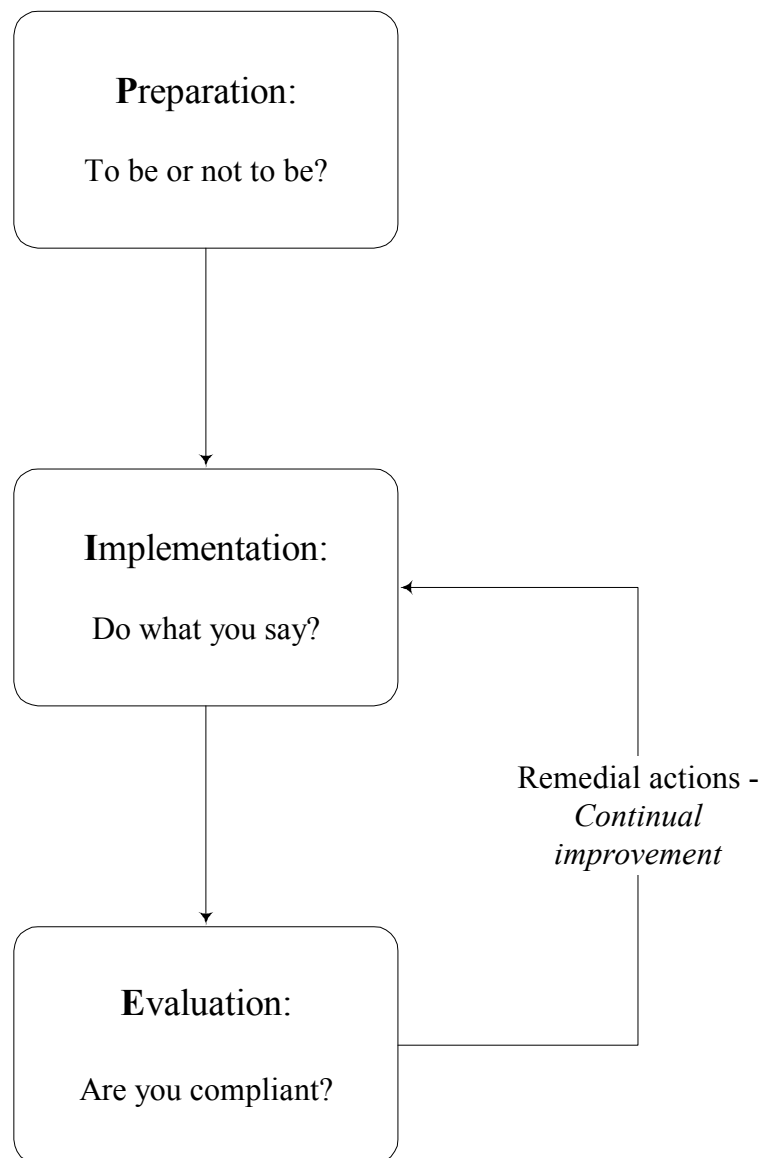 Preparation:
To be or not to be?
Implementation:
Do what you say?
Remedial actions -
Continual
improvement
Evaluation:
Are you compliant?